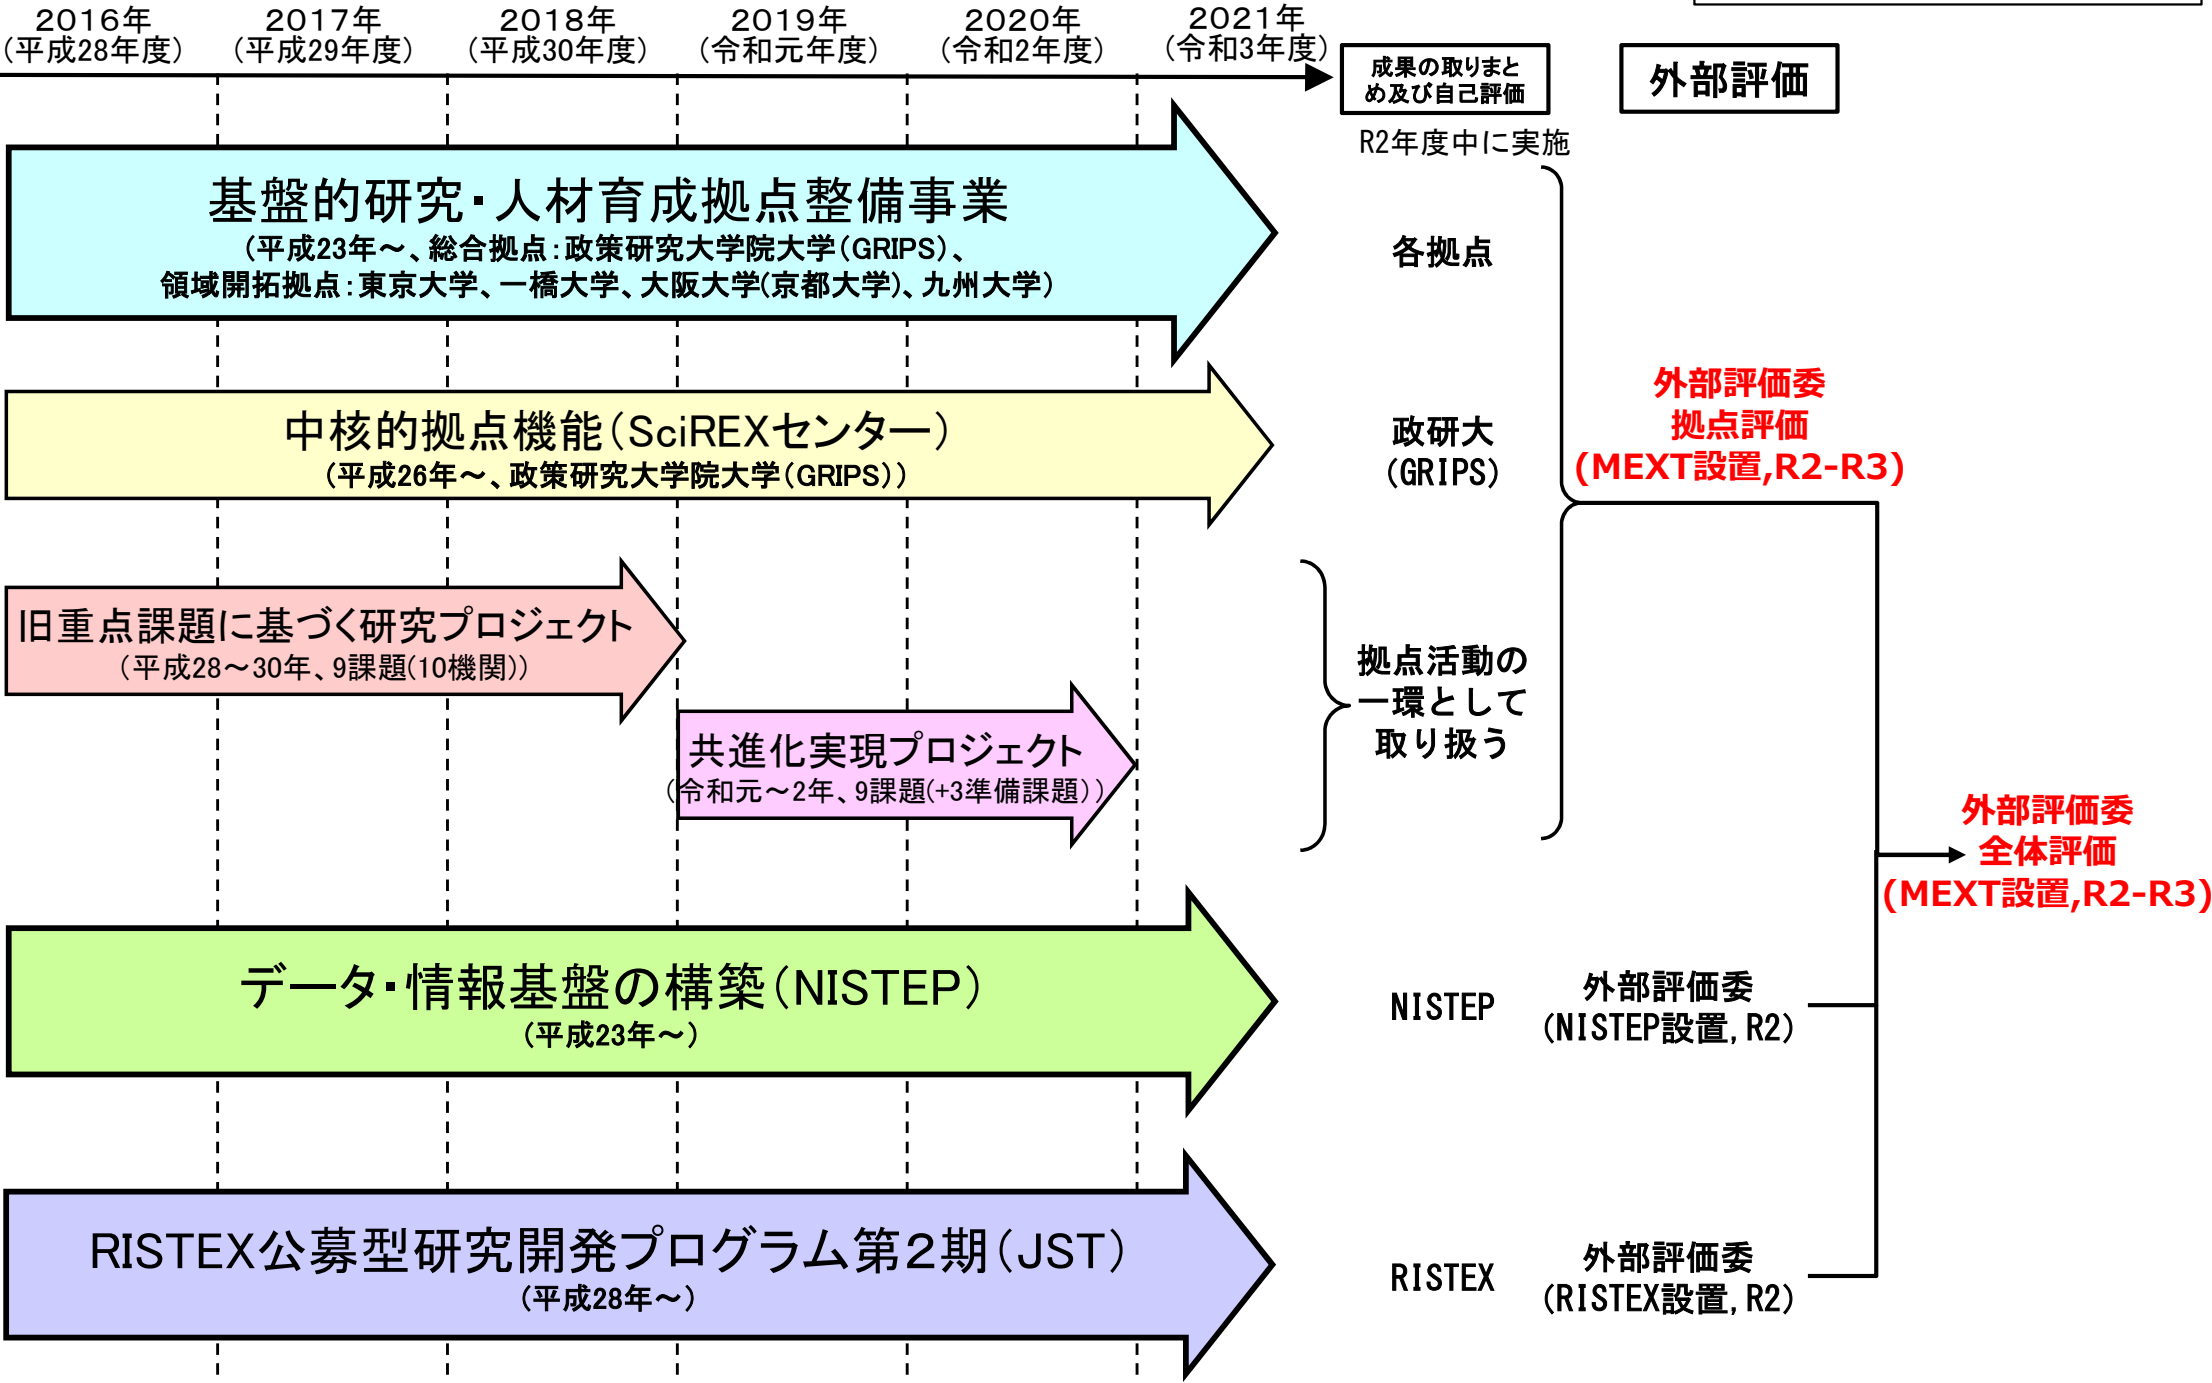 2016年
(平成28年度)
2017年
(平成29年度)
2018年
(平成30年度)
2019年
(令和元年度)
2020年
(令和2年度)
2021年
(令和3年度)
成果の取りまと
め及び自己評価
外部評価
R2年度中に実施
基盤的研究・人材育成拠点整備事業
(平成23年～、総合拠点：政策研究大学院大学(GRIPS)、
領域開拓拠点：東京大学、一橋大学、大阪大学(京都大学)、九州大学)
各拠点
中核的拠点機能(SciREXセンター)
(平成26年～、政策研究大学院大学(GRIPS))
政研大
(GRIPS)
外部評価委
拠点評価
(MEXT設置,R2-R3)
旧重点課題に基づく研究プロジェクト
(平成28～30年、9課題(10機関))
共進化実現プロジェクト
(令和元～2年、9課題(+3準備課題))
拠点活動の
一環として
取り扱う
外部評価委
全体評価
(MEXT設置,R2-R3)
データ・情報基盤の構築(NISTEP)
(平成23年～)
NISTEP
外部評価委
(NISTEP設置,R2)
RISTEX公募型研究開発プログラム第2期(JST)
(平成28年～)
RISTEX
外部評価委
(RISTEX設置,R2)